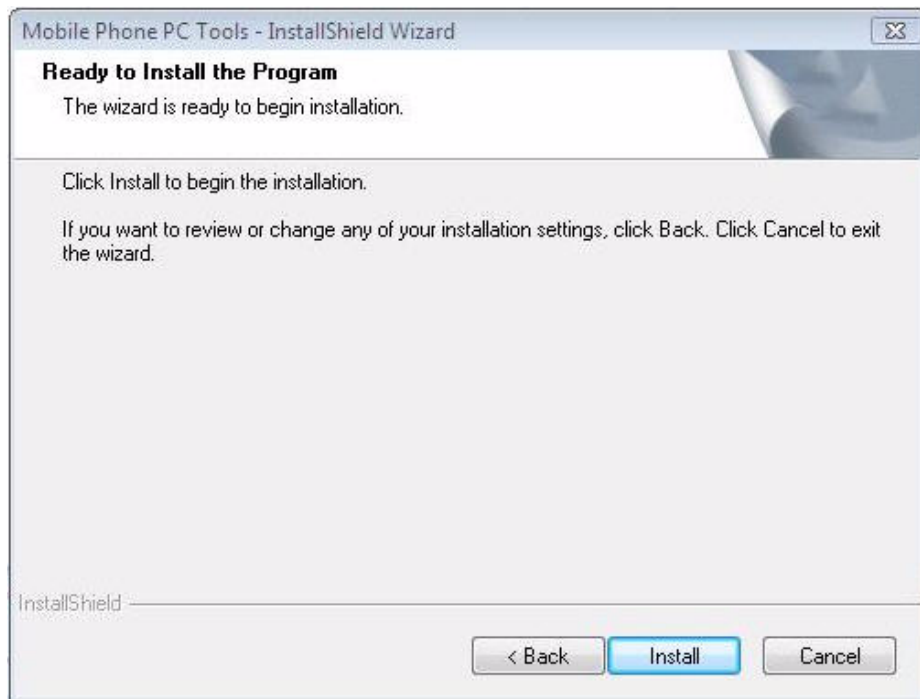 Mobile Phone PC Tools - InstallShield Wizard
Ready to Install the Program
The wizard is ready to begin installation.
Click Install to begin the installation.
If you want to review or change any of your installation settings, click Back. Click Cancel to exit
the wizard.
InstallShield
< Back Install Cancel